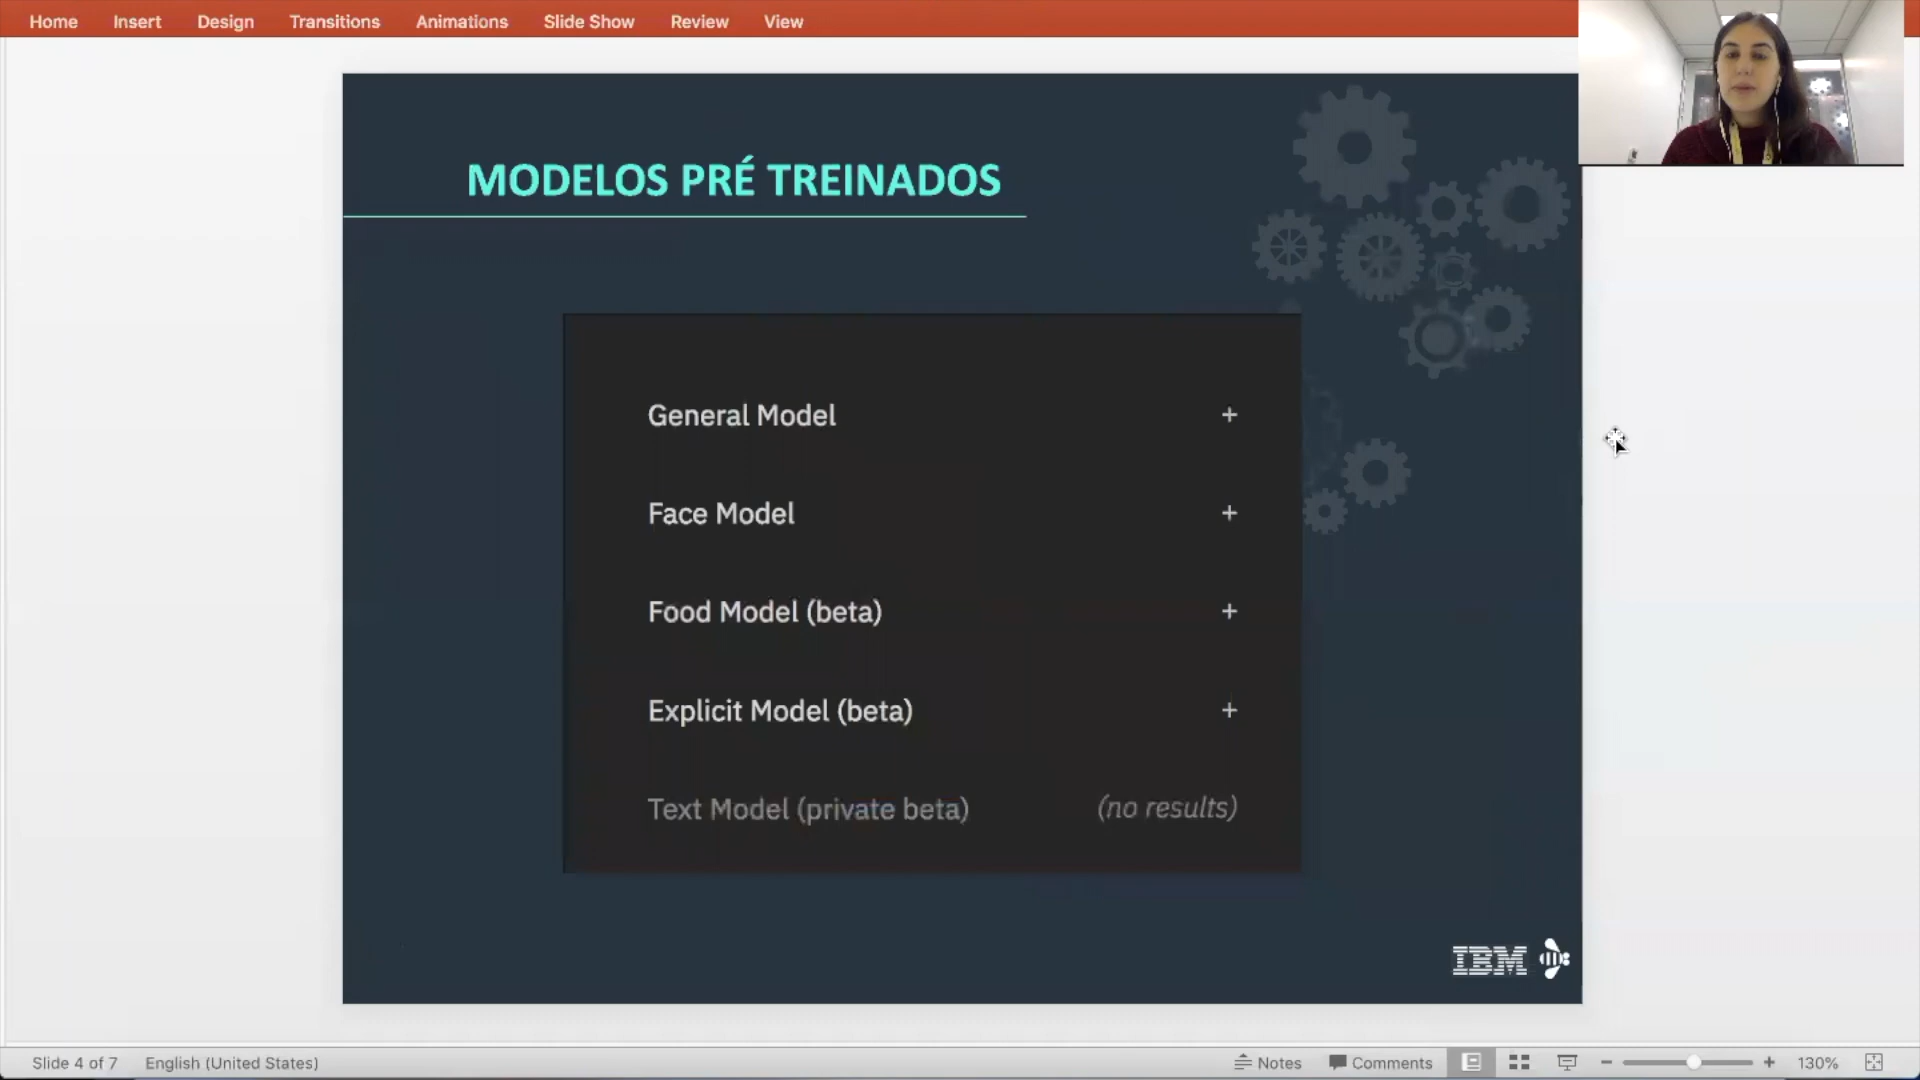 Home Insert Design Transitions Animations Slide Show Review View
MODELOS PRÉ TREINADOS
General Model +
Face Model +
Food Model (beta) +
Explicit Model (beta) +
Text Model (private beta) (no results)
IBM
Slide 4 of 7 English (United States) Notes Comments 130%